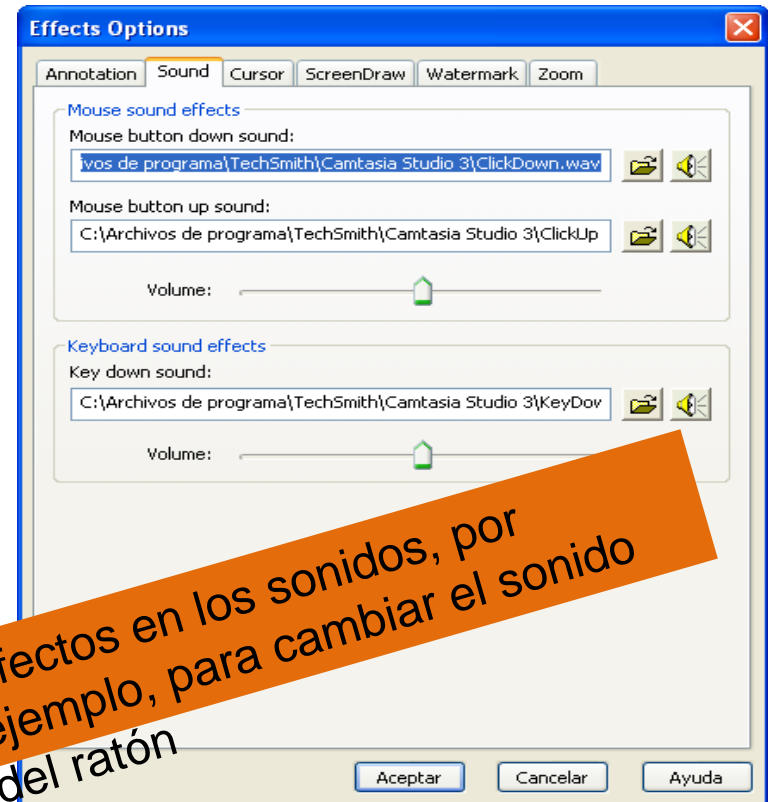 Effects Options
Annotation Sound Cursor ScreenDraw Watermark Zoom
Mouse sound effects
Mouse button down sound:
ivos de programa\TechSmith\Camtasia Studio 3\ClickDown.wav
Mouse button up sound:
C:\Archivos de programa\TechSmith\Camtasia Studio 3\ClickUp
Volume:
Keyboard sound effects
Key down sound:
C:\Archivos de programa\TechSmith\Camtasia Studio 3\KeyDov
Volume:
fectos en los sonidos, por
ejemplo, para cambiar el sonido
del ratón
Aceptar Cancelar Ayuda